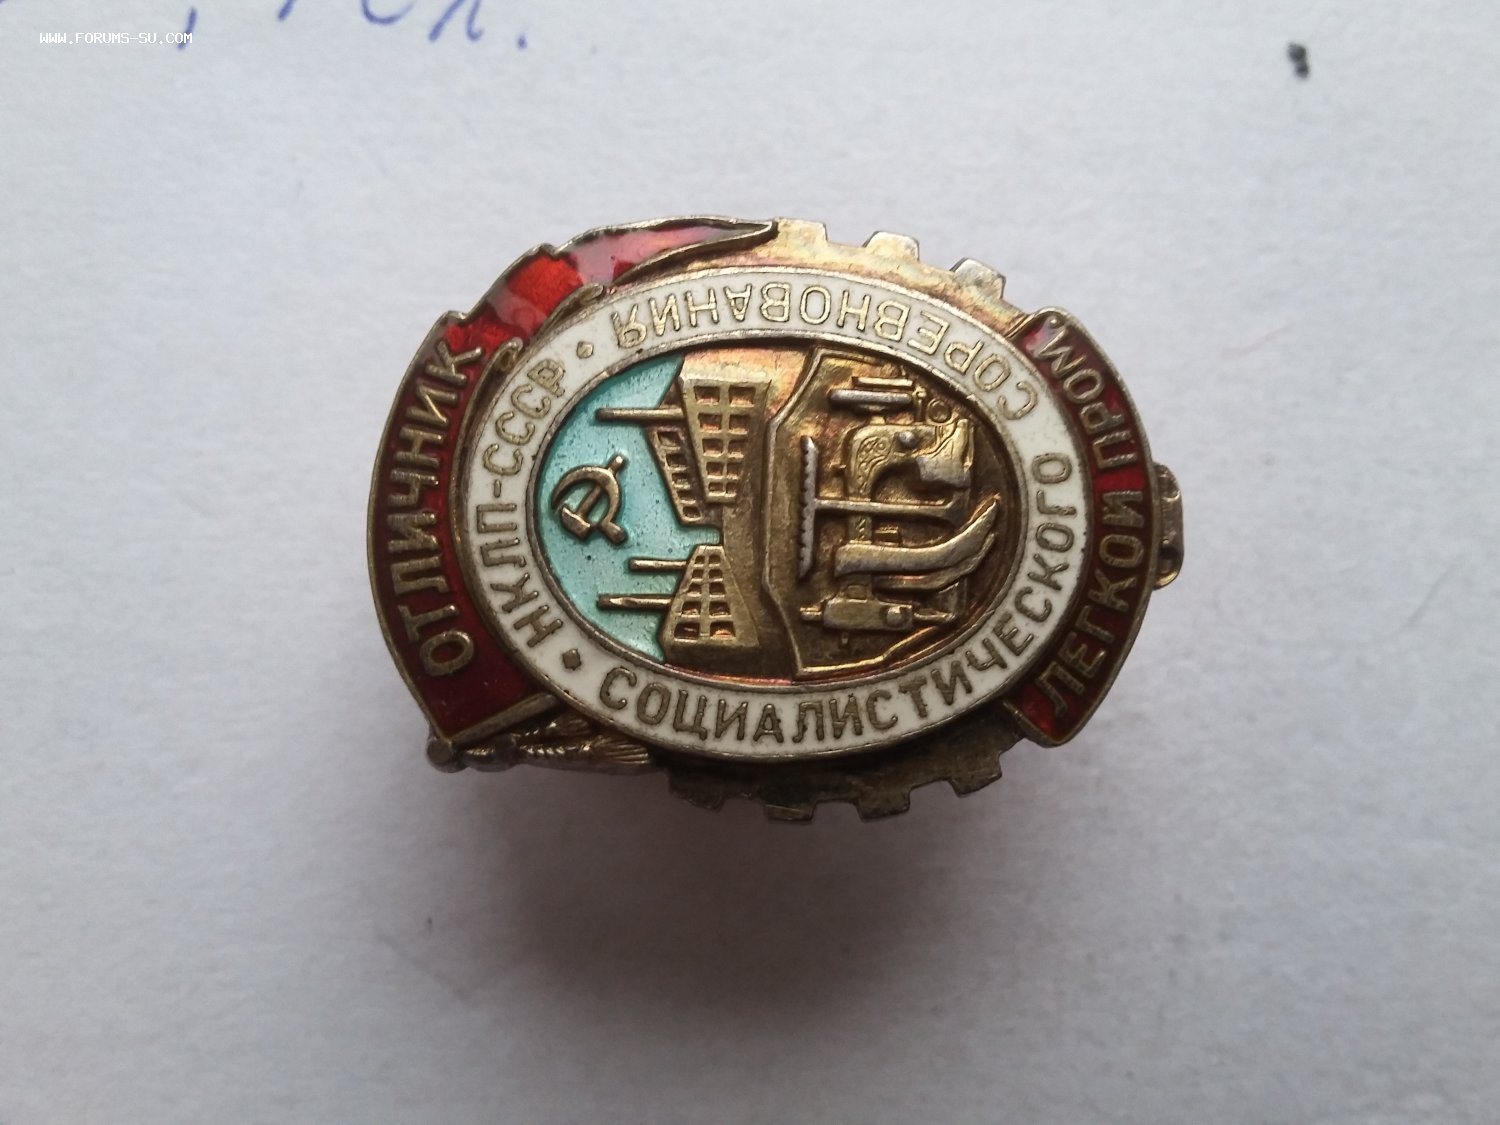 WWW.FORUMS-SU.COM
ОТЛИЧНИК
СОЦИАЛИСТИЧЕСКОГО СОРЕВНОВАНИЯ
НКЛП-СССР
ЛЕГКОЙ ПРОМ.